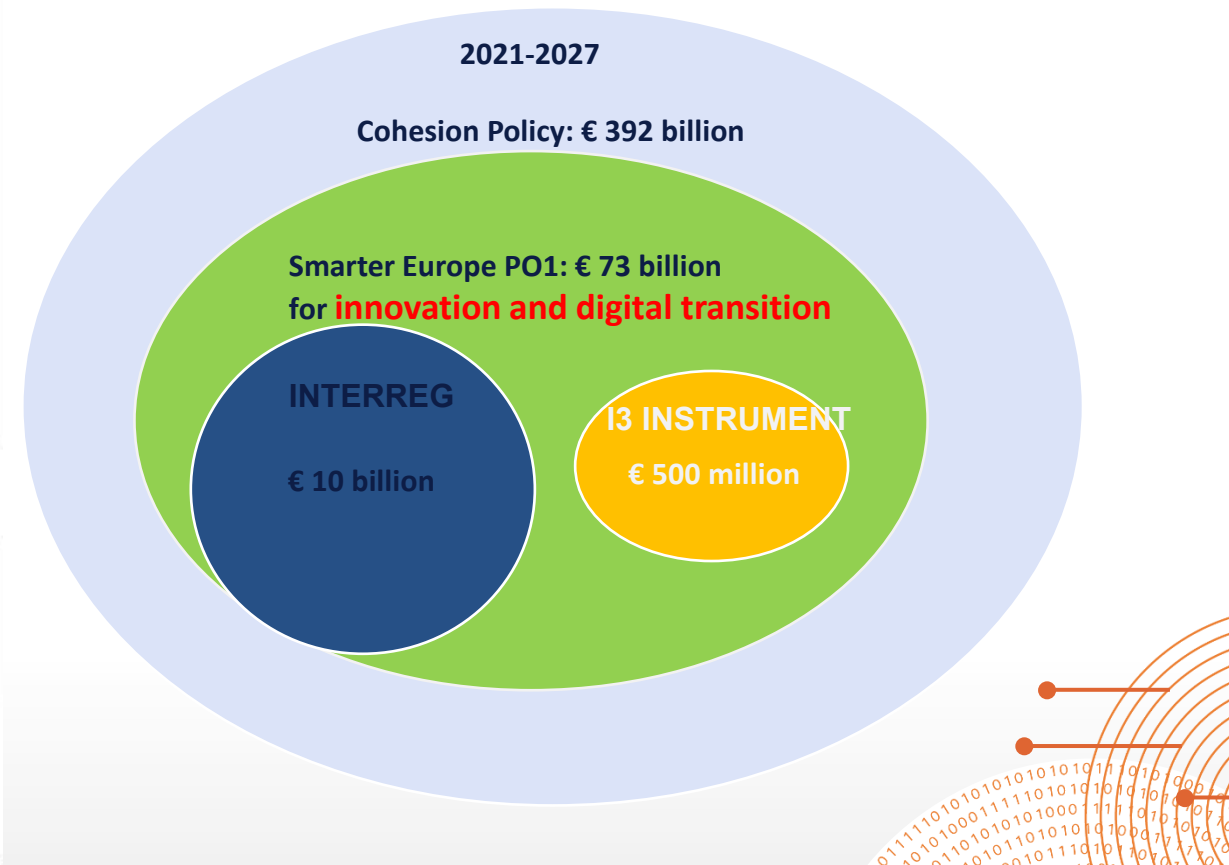 2021-2027
Cohesion Policy: € 392 billion
Smarter Europe PO1: € 73 billion
for innovation and digital transition
INTERREG
€ 10 billion
I3 INSTRUMENT
€ 500 million